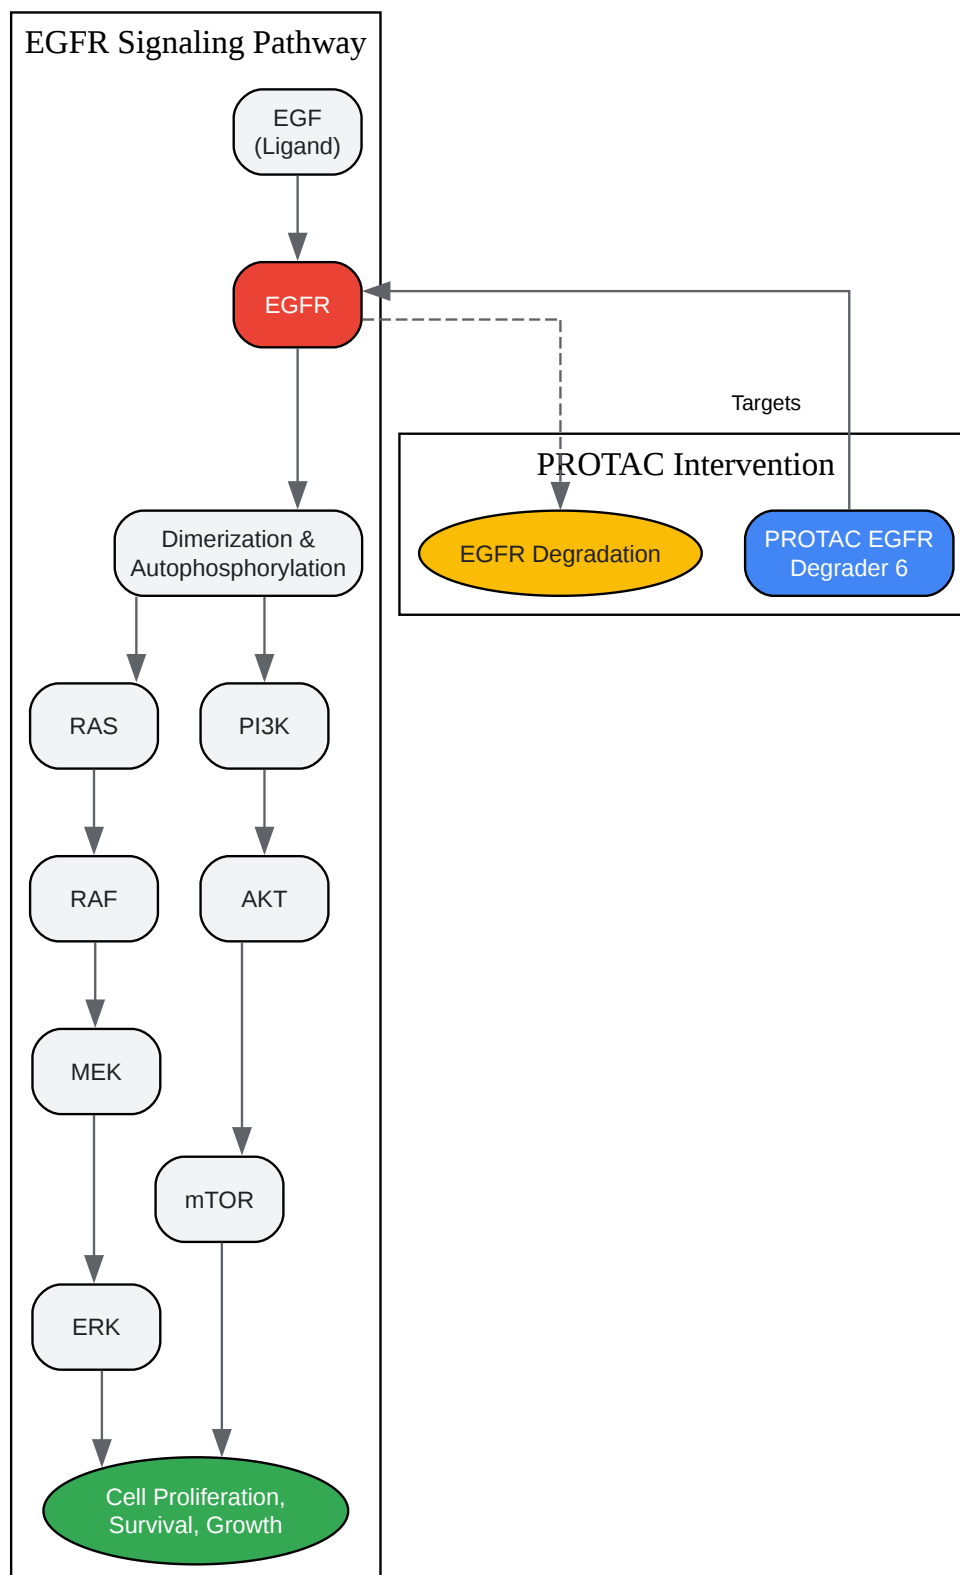 EGFR Signaling Pathway
EGF
(Ligand)
EGFR
Targets
PROTAC Intervention
Dimerization &
Autophosphorylation
EGFR Degradation
PROTAC EGFR
Degrader 6
RAS
PI3K
RAF
AKT
MEK
mTOR
ERK
Cell Proliferation,
Survival, Growth